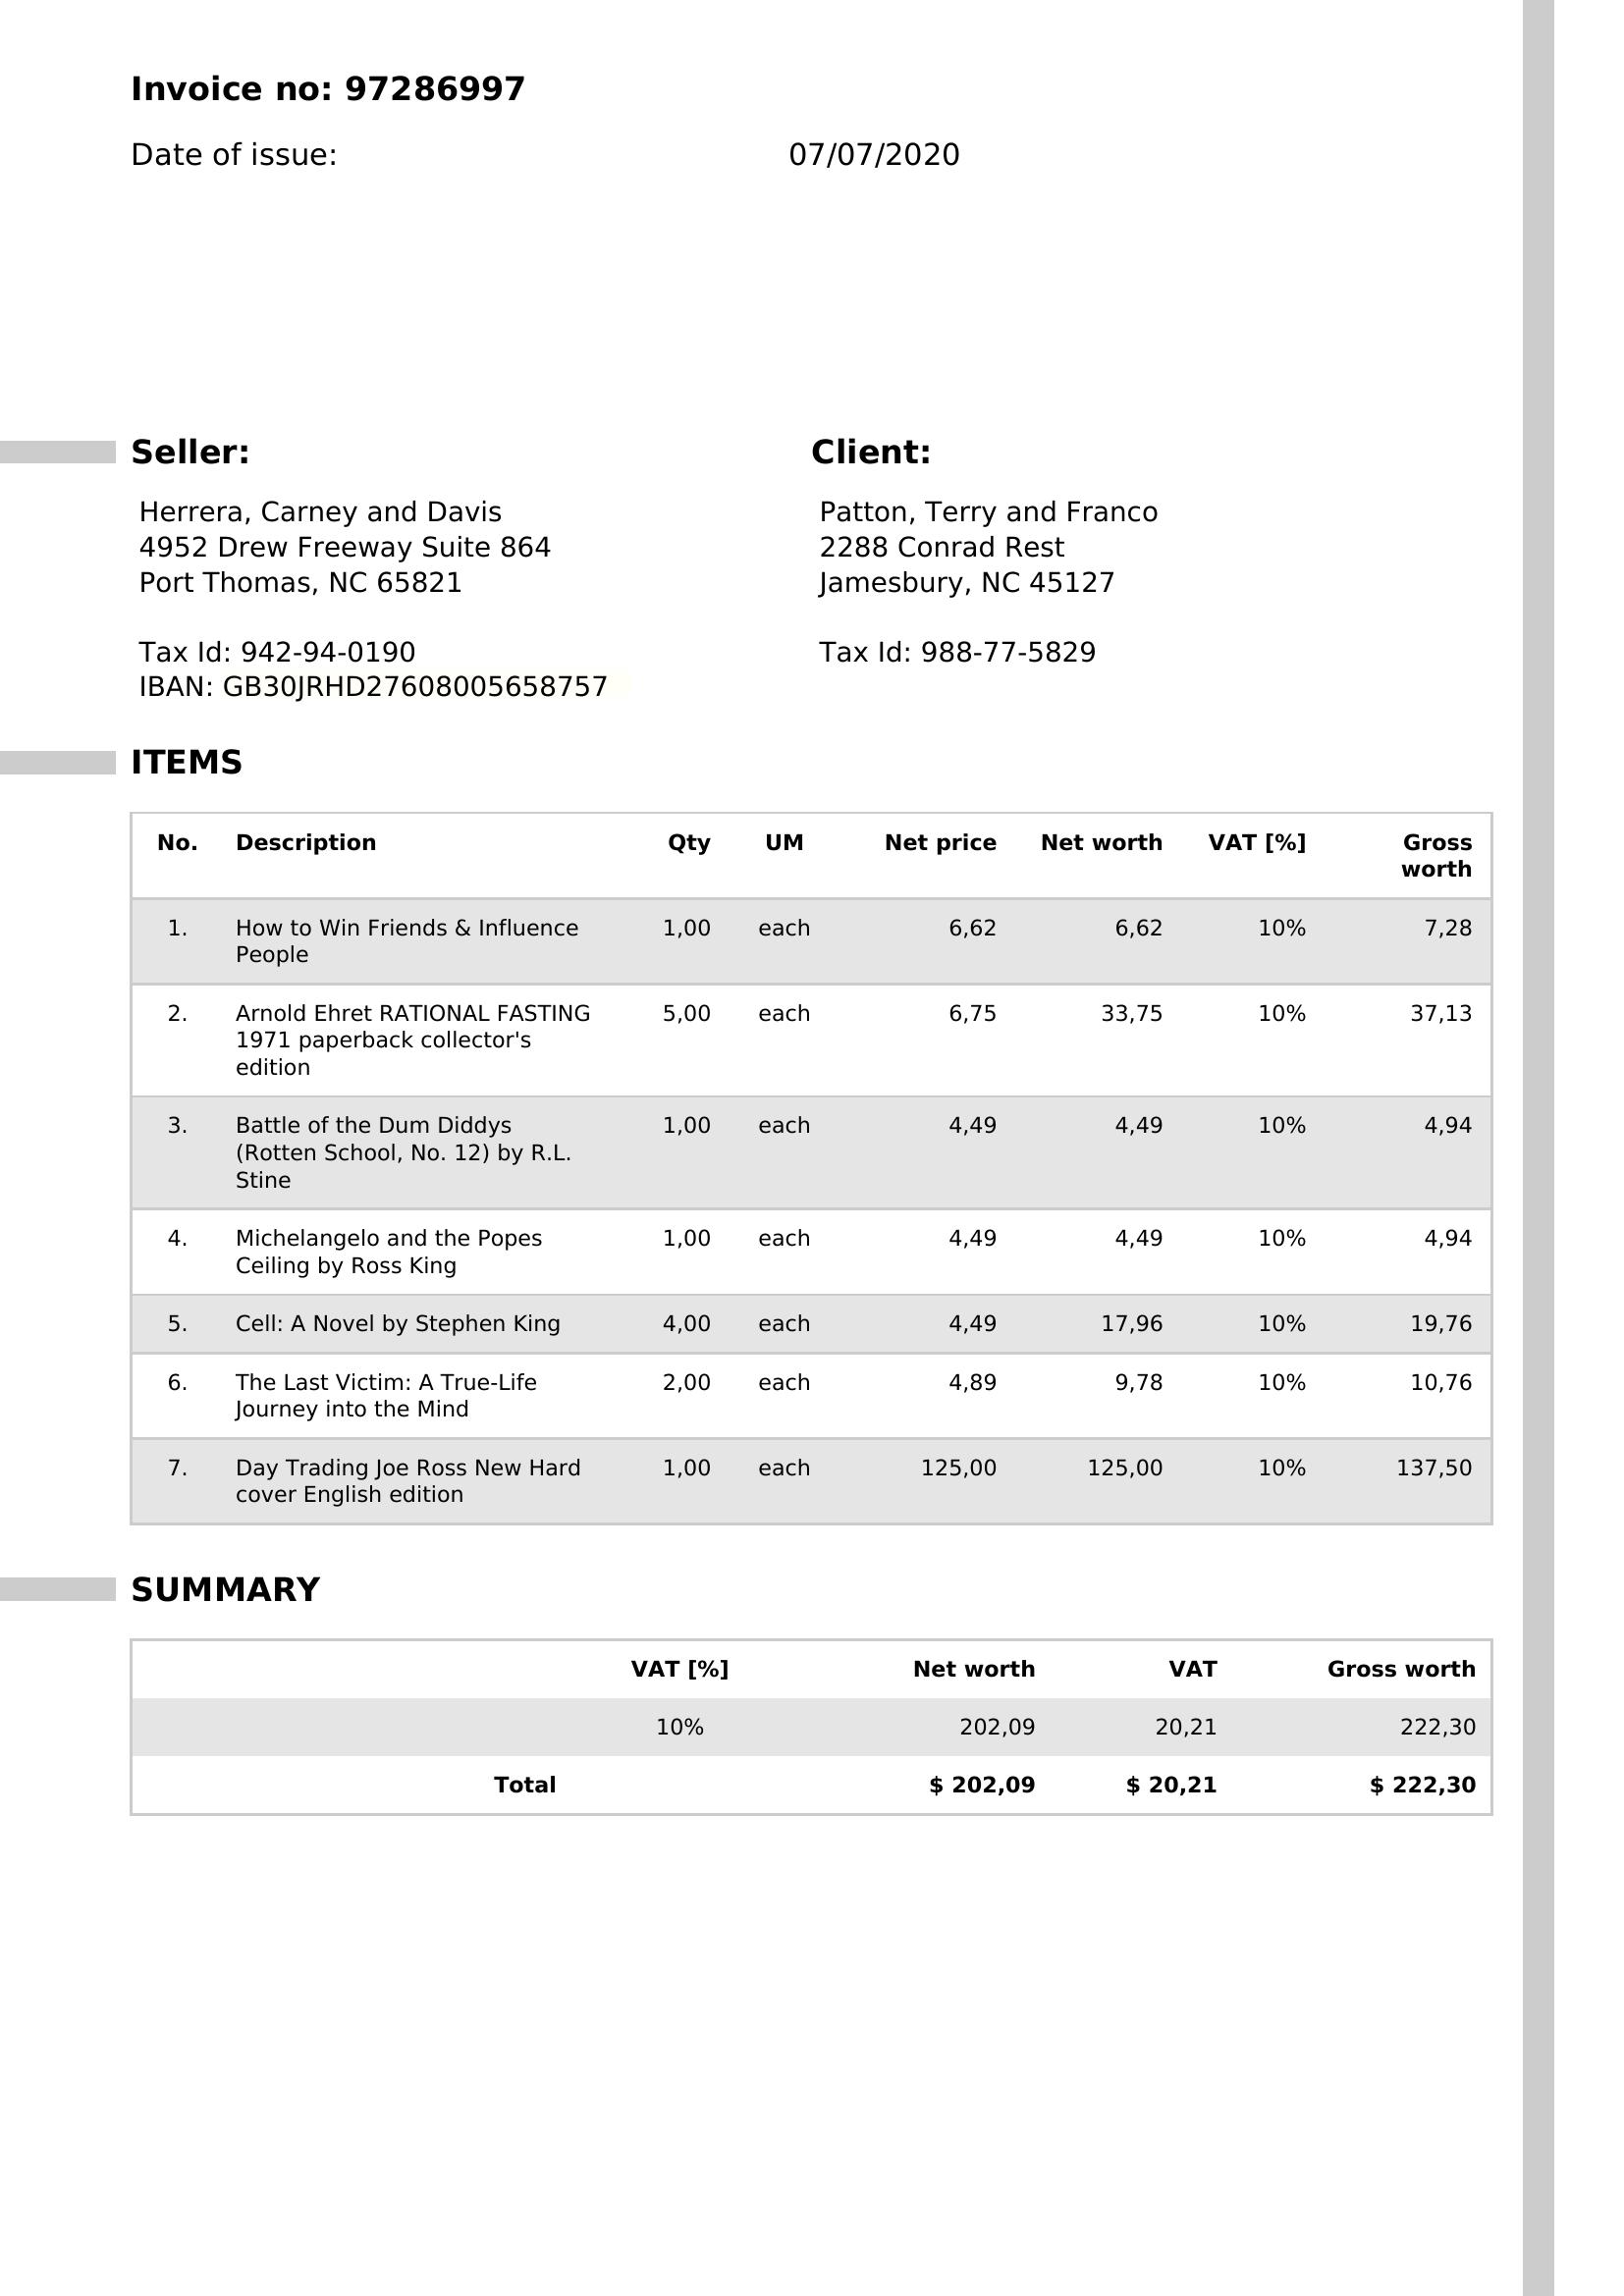 Invoice no: 97286997
Date of issue: 07/07/2020
Seller:
Herrera, Carney and Davis
4952 Drew Freeway Suite 864
Port Thomas, NC 65821
Tax Id: 942-94-0190
IBAN: GB30JRHD27608005658757
Client:
Patton, Terry and Franco
2288 Conrad Rest
Jamesbury, NC 45127
Tax Id: 988-77-5829
ITEMS
No. Description Qty UM Net price Net worth VAT [%] Gross
worth
1. How to Win Friends & Influence 1,00 each 6,62 6,62 10% 7,28
People
2. Arnold Ehret RATIONAL FASTING 5,00 each 6,75 33,75 10% 37,13
1971 paperback collector's
edition
3. Battle of the Dum Diddys 1,00 each 4,49 4,49 10% 4,94
(Rotten School, No. 12) by R.L.
Stine
4. Michelangelo and the Popes 1,00 each 4,49 4,49 10% 4,94
Ceiling by Ross King
5. Cell: A Novel by Stephen King 4,00 each 4,49 17,96 10% 19,76
6. The Last Victim: A True-Life 2,00 each 4,89 9,78 10% 10,76
Journey into the Mind
7. Day Trading Joe Ross New Hard 1,00 each 125,00 125,00 10% 137,50
cover English edition
SUMMARY
VAT [%] Net worth VAT Gross worth
10% 202,09 20,21 222,30
Total $ 202,09 $ 20,21 $ 222,30